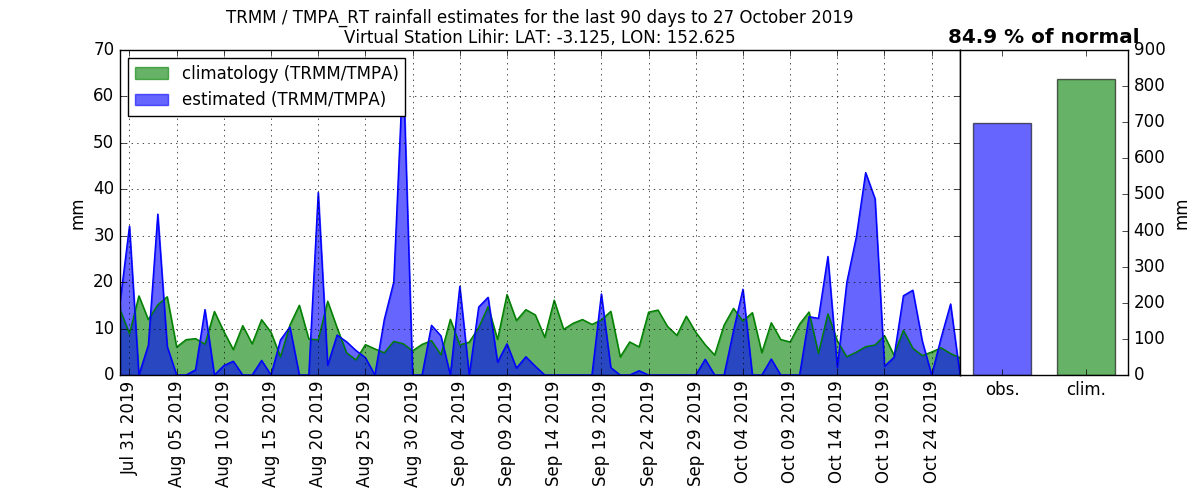 TRMM / TMPA_RT rainfall estimates for the last 90 days to 27 October 2019
Virtual Station Lihir: LAT: -3.125, LON: 152.625
84.9 % of normal
climatology (TRMM/TMPA)
estimated (TRMM/TMPA)
70
60
50
40
30
20
10
0
mm
Jul 31 2019
Aug 05 2019
Aug 10 2019
Aug 15 2019
Aug 20 2019
Aug 25 2019
Aug 30 2019
Sep 04 2019
Sep 09 2019
Sep 14 2019
Sep 19 2019
Sep 24 2019
Sep 29 2019
Oct 04 2019
Oct 09 2019
Oct 14 2019
Oct 19 2019
Oct 24 2019
900
800
700
600
500
400
300
200
100
0
mm
obs.
clim.